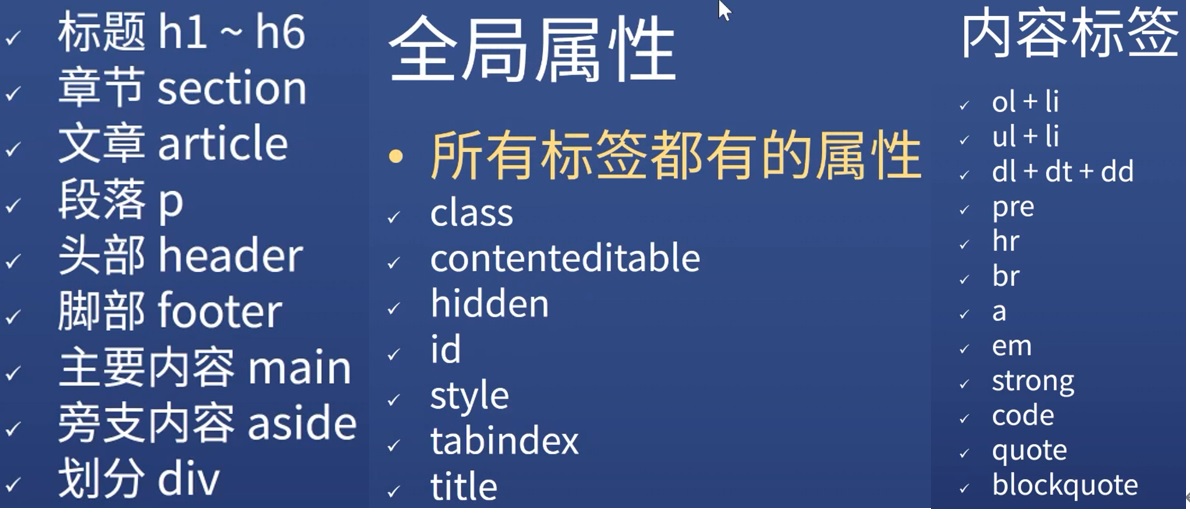 标题 h1 ~ h6
章节 section
文章 article
段落 p
头部 header
脚部 footer
主要内容 main
旁支内容 aside
划分 div
全局属性
• 所有标签都有的属性
class
contenteditable
hidden
id
style
tabindex
title
内容标签
ol + li
ul + li
dl + dt + dd
pre
hr
br
a
em
strong
code
quote
blockquote